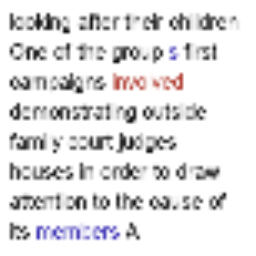 looking after their children
One of the group s first
campaigns involved
demonstrating outside
family court judges
houses in order to draw
attention to the cause of
its members A